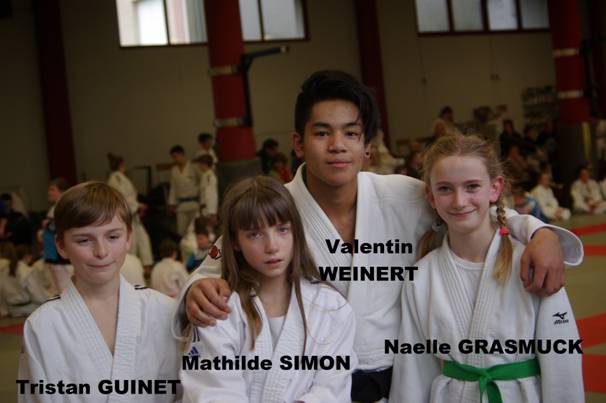 Valentin
WEINERT
Naelle GRASMUCK
Mathilde SIMON
Tristan GUINET